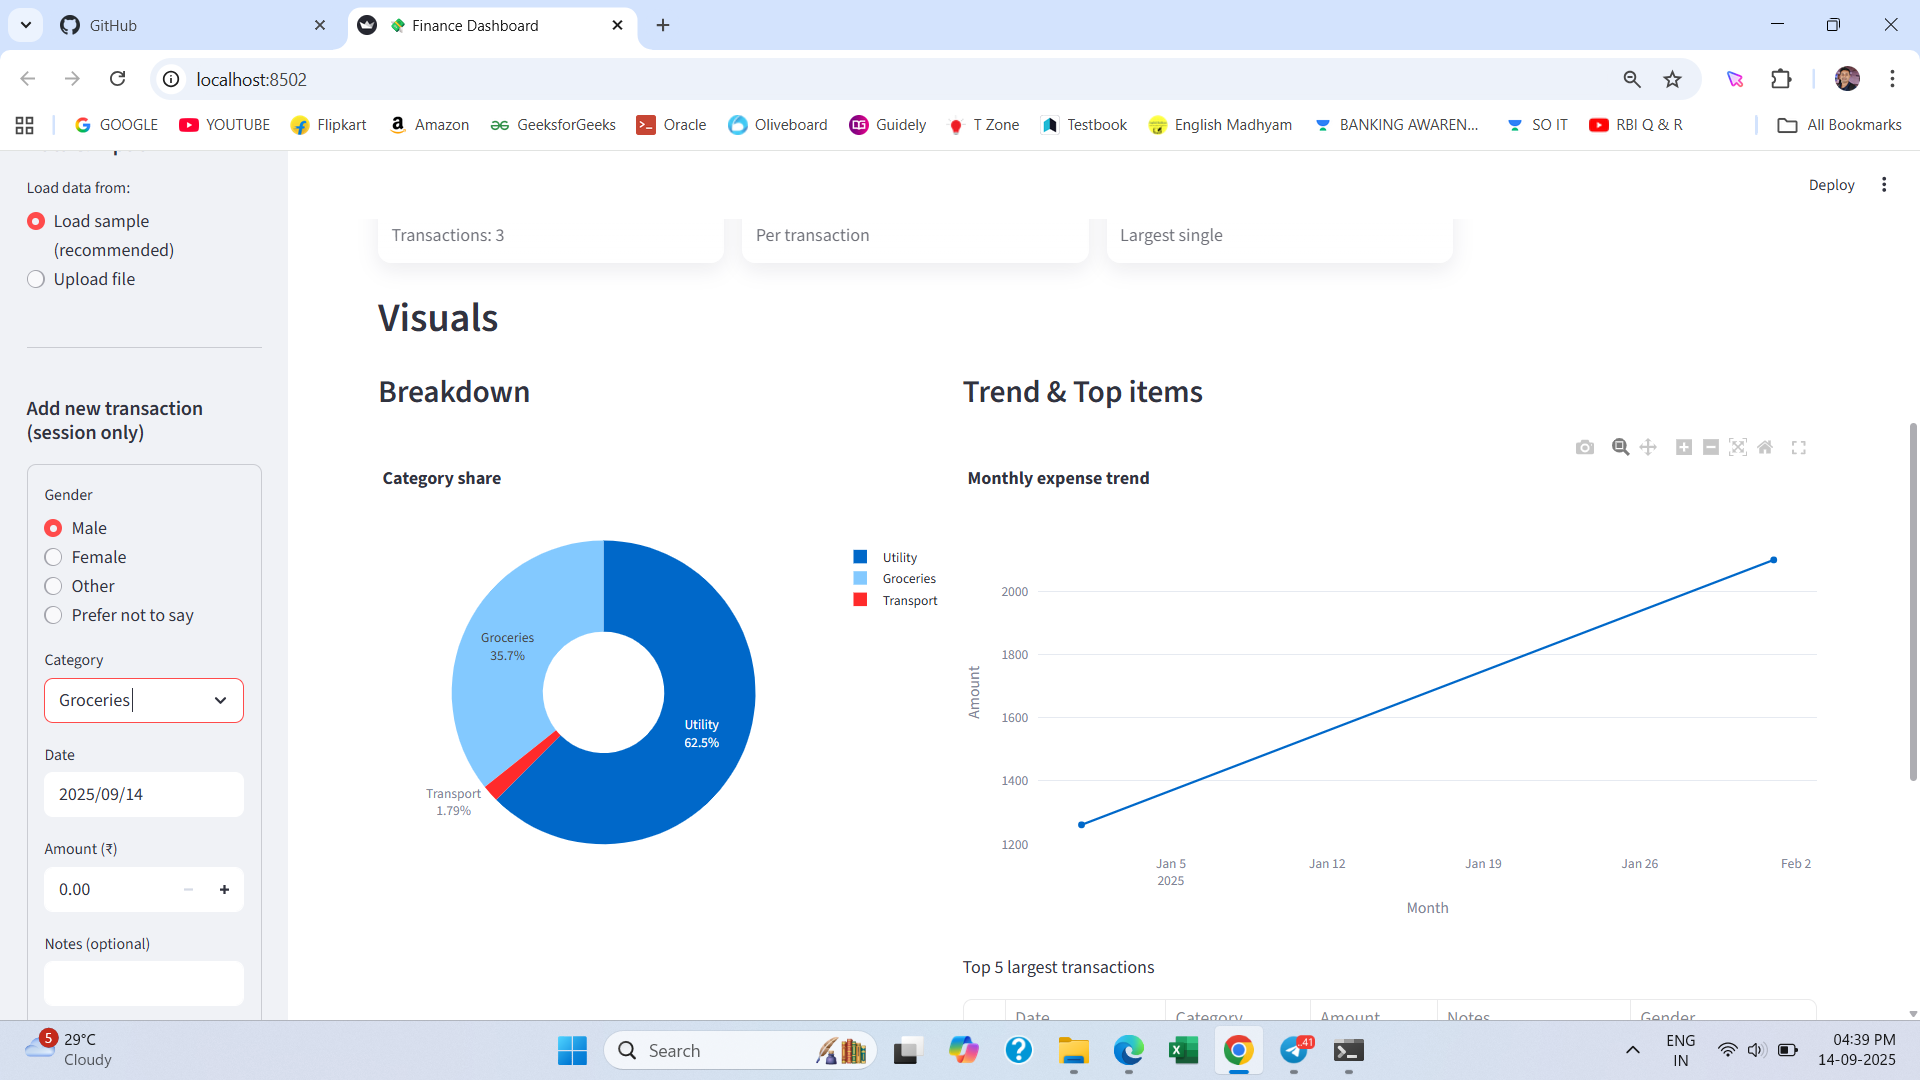 GitHub
Finance Dashboard
localhost:8502
GOOGLE
YOUTUBE
Flipkart
Amazon
GeeksforGeeks
Oracle
Oliveboard
Guidely
T Zone
Testbook
English Madhyam
BANKING AWAREN...
SO IT
RBI Q & R
All Bookmarks
Load data from:
Load sample
(recommended)
Upload file
Add new transaction
(session only)
Gender
Male
Female
Other
Prefer not to say
Category
Groceries
Date
2025/09/14
Amount (₹)
0.00
Notes (optional)
Deploy
Transactions: 3
Per transaction
Largest single
Visuals
Breakdown
Category share
Groceries
35.7%
Utility
62.5%
Transport
1.79%
Utility
Groceries
Transport
Trend & Top items
Monthly expense trend
Amount
2000
1800
1600
1400
1200
Jan 5
2025
Jan 12
Jan 19
Jan 26
Feb 2
Month
Top 5 largest transactions
Date
Category
Amount
Notes
Gender
5
29°C
Cloudy
Search
.41
ENG
IN
04:39 PM
14-09-2025